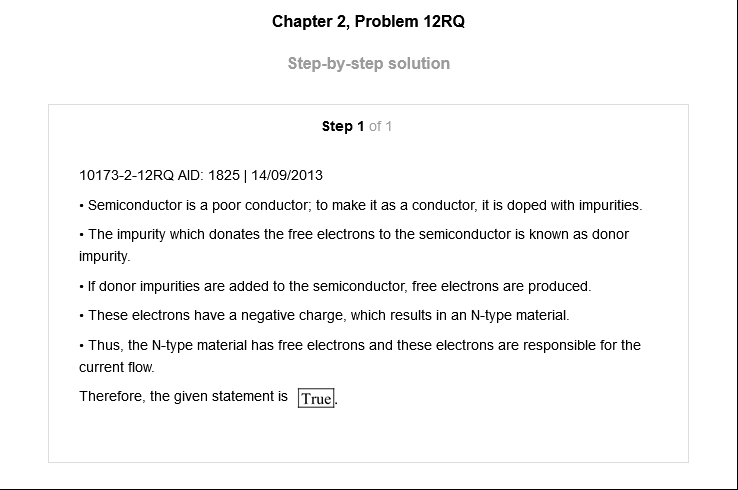 Chapter 2, Problem 12RQ
Step-by-step solution
Step 1 of 1
10173-2-12RQ AID: 1825 | 14/09/2013
• Semiconductor is a poor conductor; to make it as a conductor, it is doped with impurities.
• The impurity which donates the free electrons to the semiconductor is known as donor
impurity.
• If donor impurities are added to the semiconductor, free electrons are produced.
• These electrons have a negative charge, which results in an N-type material.
• Thus, the N-type material has free electrons and these electrons are responsible for the
current flow.
Therefore, the given statement is True.